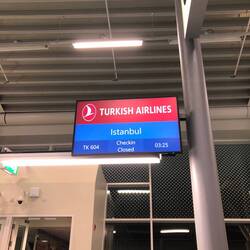 TURKISH AIRLINES
Istanbul
TK 604 Checkin Closed 03:25